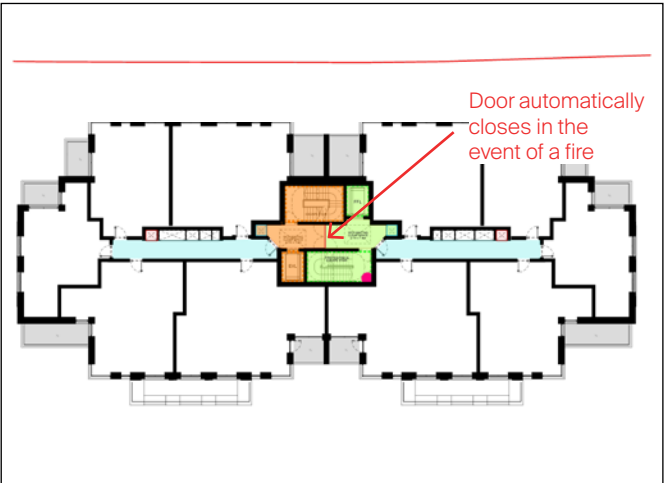 Door automatically
closes in the
event of a fire